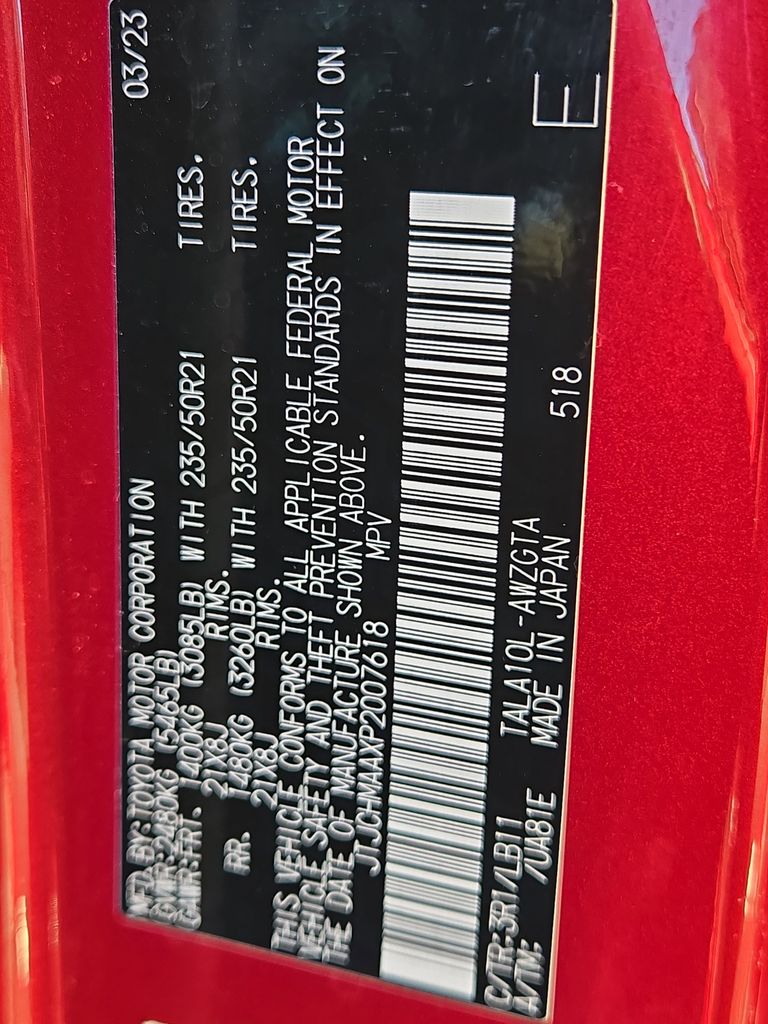 MFD.BY:TOYOTA MOTOR CORPORATION 03/23
GVWR:2480KG (5465LB)
GAWR:FRT. 1400KG (3085LB) WITH 235/50R21 TIRES.
21X8J RIMS.
RR. 1480KG (3260LB) WITH 235/50R21 TIRES.
21X8J RIMS.
THIS VEHICLE CONFORMS TO ALL APPLICABLE FEDERAL MOTOR
VEHICLE SAFETY AND THEFT PREVENTION STANDARDS IN EFFECT ON
THE DATE OF MANUFACTURE SHOWN ABOVE.
JTJCHMAAXP2007618 MPV
C/TR:3R1/LB11 TALA10L-AWZGTA
A/TM: /UA81E MADE IN JAPAN 518
E